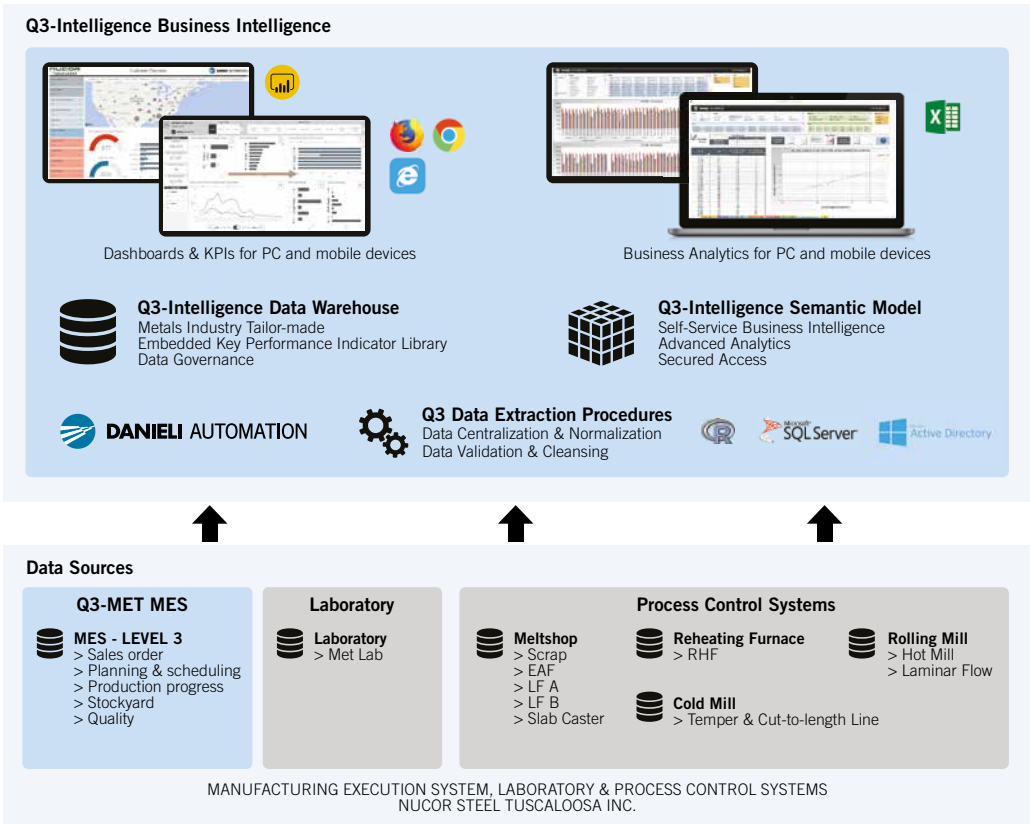 Q3-Intelligence Business Intelligence
Dashboards & KPIs for PC and mobile devices
Business Analytics for PC and mobile devices
Q3-Intelligence Data Warehouse
Metals Industry Tailor-made
Embedded Key Performance Indicator Library
Data Governance
Q3-Intelligence Semantic Model
Self-Service Business Intelligence
Advanced Analytics
Secured Access
DANIELI AUTOMATION
Q3 Data Extraction Procedures
Data Centralization & Normalization
Data Validation & Cleansing
R
Microsoft
SQL Server
Active Directory
Data Sources
Q3-MET MES
MES - LEVEL 3
> Sales order
> Planning & scheduling
> Production progress
> Stockyard
> Quality
Laboratory
Laboratory
> Met Lab
Process Control Systems
Meltshop
> Scrap
> EAF
> LF A
> LF B
> Slab Caster
Reheating Furnace
> RHF
Cold Mill
> Temper & Cut-to-length Line
Rolling Mill
> Hot Mill
> Laminar Flow
MANUFACTURING EXECUTION SYSTEM, LABORATORY & PROCESS CONTROL SYSTEMS
NUCOR STEEL TUSCALOOSA INC.